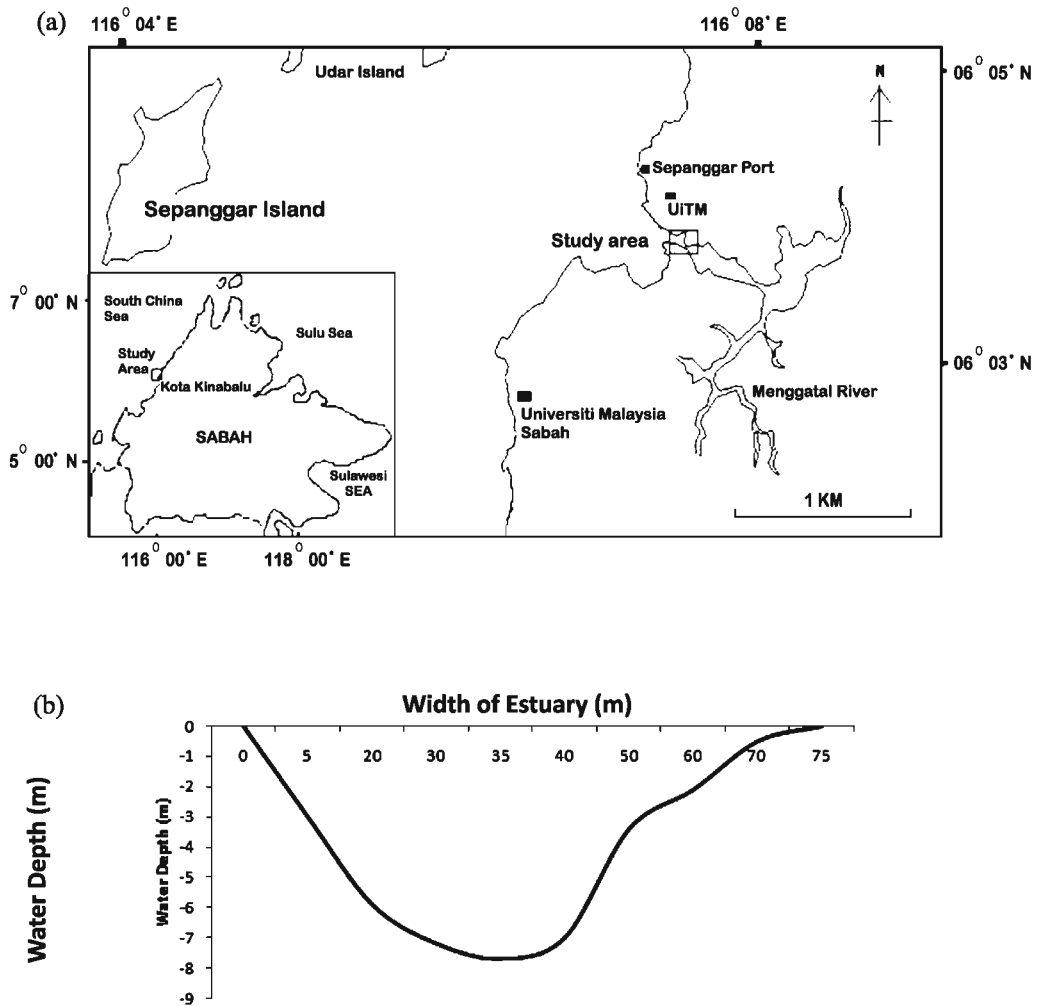 (a)
116° 04' E
116° 08' E
Udar Island
N
06° 05' N
Sepanggar Port
UiTM
Sepanggar Island
Study area
7° 00' N
South China
Sea
Sulu Sea
Study
Area
Kota Kinabalu
06° 03' N
Universiti Malaysia
Sabah
Menggatal River
SABAH
5° 00' N
Sulawesi
SEA
1 KM
116° 00' E
118° 00' E
(b)
Width of Estuary (m)
0 5 20 30 35 40 50 60 70 75
0
-1
-2
-3
-4
-5
-6
-7
-8
-9
Water Depth (m)
Water Depth (m)